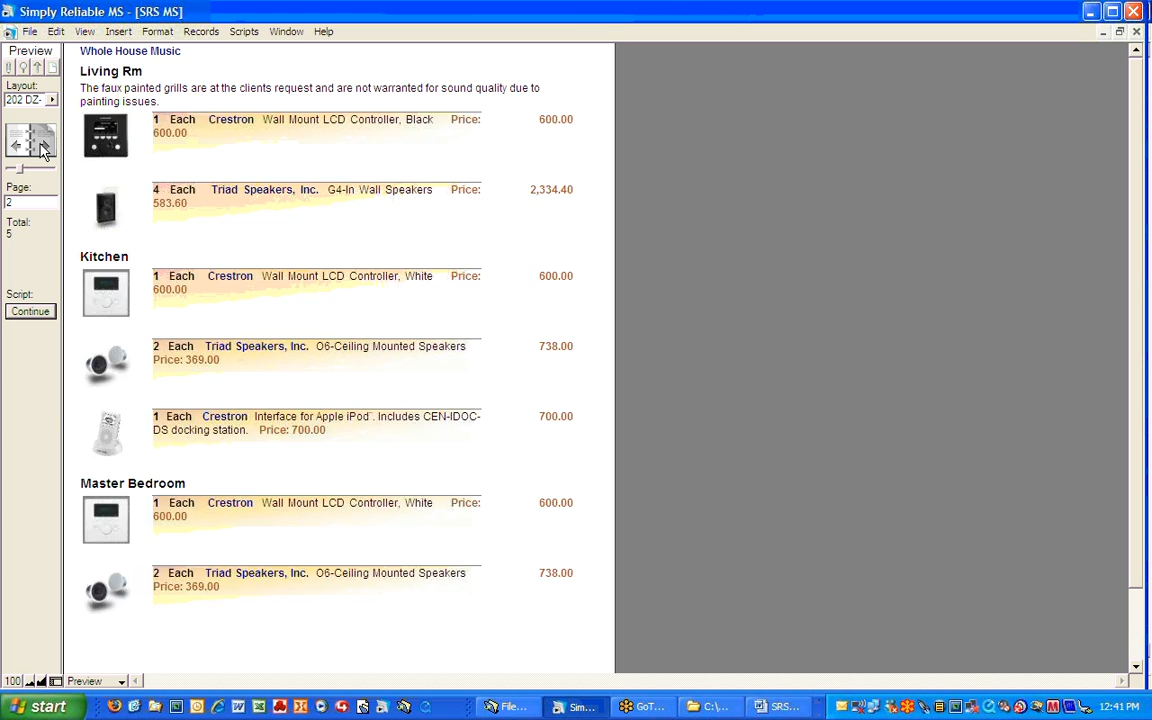 Simply Reliable MS - [SRS MS]
File Edit View Insert Format Records Scripts Window Help
Preview
Layout:
202 DZ-
Page:
2
Total:
5
Script:
Continue
Whole House Music
Living Rm
The faux painted grills are at the clients request and are not warranted for sound quality due to
painting issues.
1 Each Crestron Wall Mount LCD Controller, Black Price: 600.00
600.00
4 Each Triad Speakers, Inc. G4-In Wall Speakers Price: 2,334.40
583.60
Kitchen
1 Each Crestron Wall Mount LCD Controller, White Price: 600.00
600.00
2 Each Triad Speakers, Inc. O6-Ceiling Mounted Speakers 738.00
Price: 369.00
1 Each Crestron Interface for Apple iPod. Includes CEN-IDOC- 700.00
DS docking station. Price: 700.00
Master Bedroom
1 Each Crestron Wall Mount LCD Controller, White Price: 600.00
600.00
2 Each Triad Speakers, Inc. O6-Ceiling Mounted Speakers 738.00
Price: 369.00
100 Preview
start File... Sim... GoT... C:\... SRS... 12:41 PM